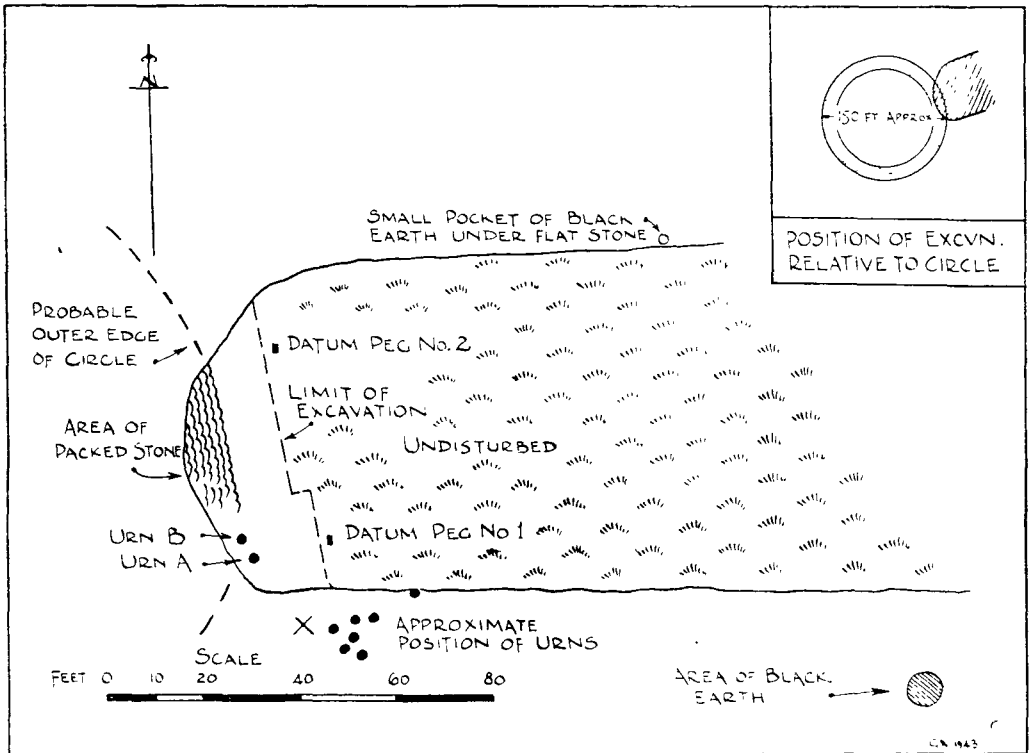 N
150 FT APPROX
POSITION OF EXCVN.
RELATIVE TO CIRCLE
SMALL POCKET OF BLACK
EARTH UNDER FLAT STONE
PROBABLE
OUTER EDGE
OF CIRCLE
DATUM PEG NO. 2
LIMIT OF
EXCAVATION
AREA OF
PACKED STONE
UNDISTURBED
URN B
URN A
DATUM PEG NO 1
X
APPROXIMATE
POSITION OF URNS
SCALE
FEET 0 10 20 40 60 80
AREA OF BLACK
EARTH
1943